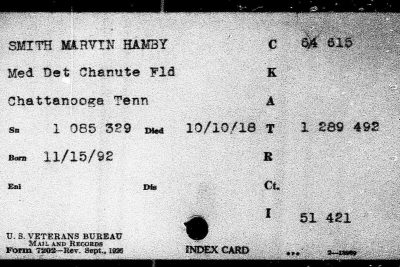 SMITH MARVIN HAMBY C 64 615
Med Det Chanute Fld K
Chattanooga Tenn A
Sn 1 085 329 Died 10/10/18 T 1 289 492
Born 11/15/92 R
Enl Dis Ct.
I 51 421
U. S. VETERANS BUREAU
MAIL AND RECORDS
Form 7202—Rev. Sept., 1926 INDEX CARD